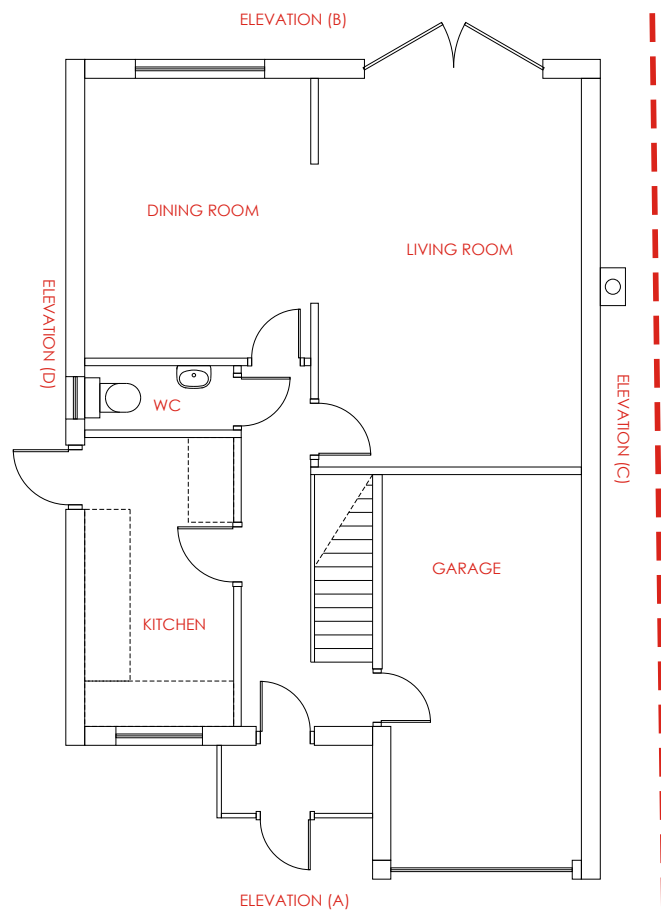 ELEVATION (B)
DINING ROOM
LIVING ROOM
ELEVATION (D)
WC
ELEVATION (C)
GARAGE
KITCHEN
ELEVATION (A)